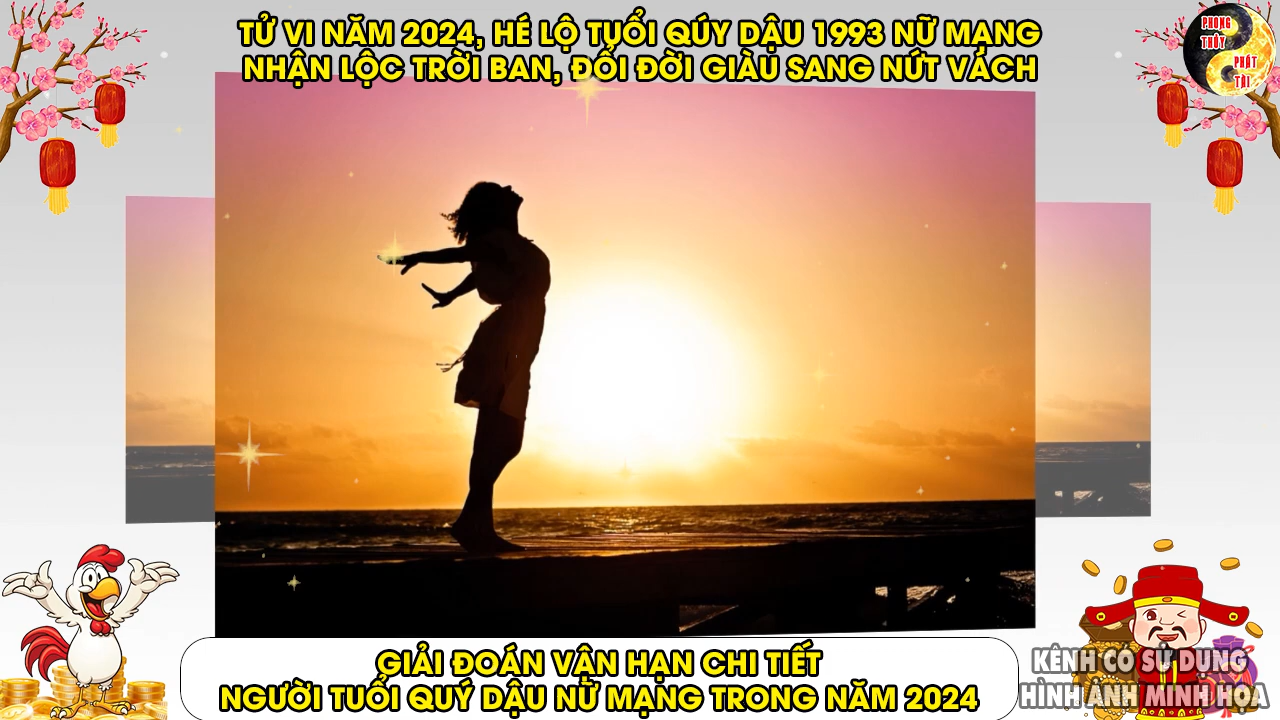 TỬ VI NĂM 2024, HÉ LỘ TUỔI QÚY DẬU 1993 NỮ MẠNG
NHẬN LỘC TRỜI BAN, ĐỔI ĐỜI GIÀU SANG NỨT VÁCH
PHONG
THỦY
PHÁT
TÀI
GIẢI ĐOÁN VẬN HẠN CHI TIẾT
NGƯỜI TUỔI QUÝ DẬU NỮ MẠNG TRONG NĂM 2024
KÊNH CÓ SỬ DỤNG
HÌNH ẢNH MINH HỌA